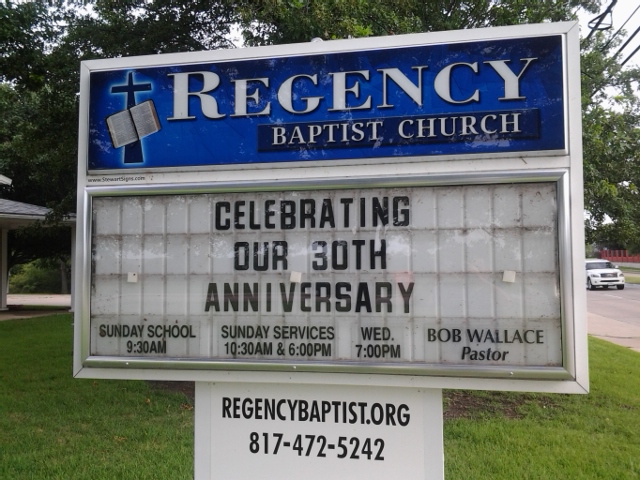 REGENCY
BAPTIST CHURCH
www.StewartSigns.com
CELEBRATING
OUR 30TH
ANNIVERSARY
SUNDAY SCHOOL
9:30AM
SUNDAY SERVICES
10:30AM & 6:00PM
WED.
7:00PM
BOB WALLACE
Pastor
REGENCYBAPTIST.ORG
817-472-5242